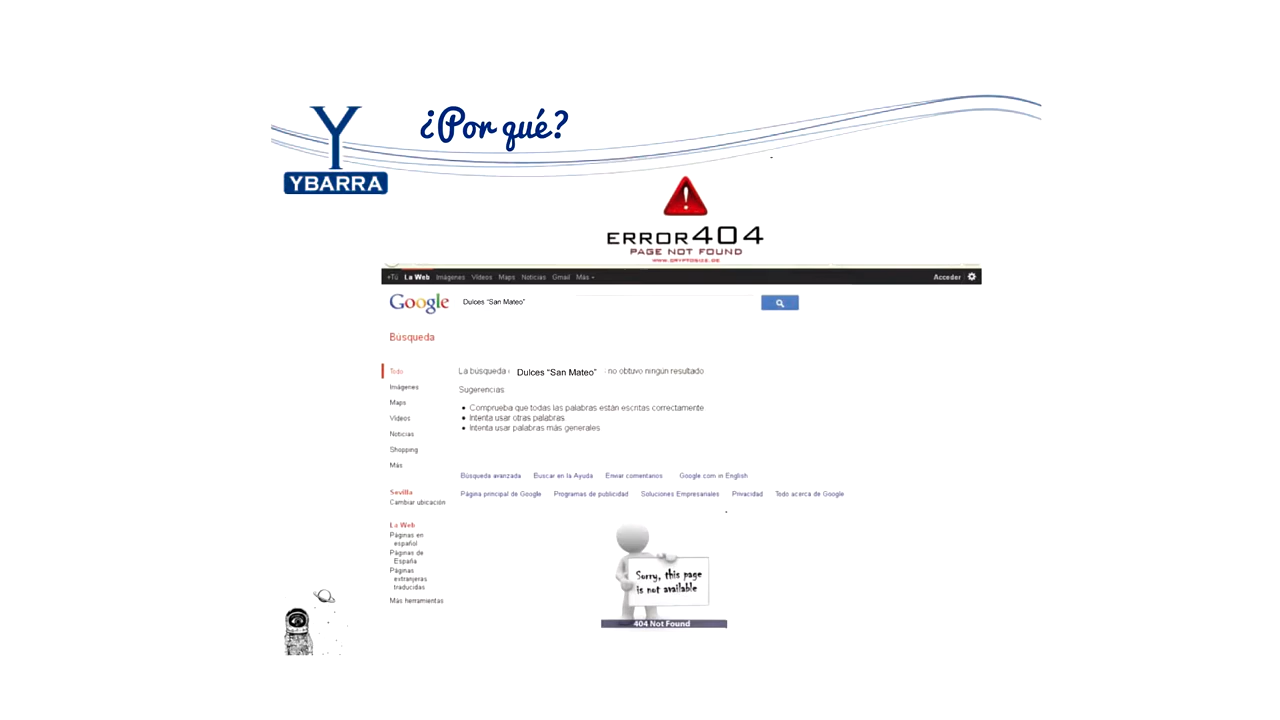 ¿Por qué?
Y
YBARRA
ERROR404
PAGE NOT FOUND
+Tú La Web Imágenes Vídeos Maps Noticias Gmail Más Acceder
Google Dulces “San Mateo”
Búsqueda
Todo
Imágenes
Maps
Vídeos
Noticias
Shopping
Más
Sevilla
Cambiar ubicación
La Web
Páginas en
español
Páginas de
España
Páginas
extranjeras
traducidas
Más herramientas
La búsqueda Dulces “San Mateo” no obtuvo ningún resultado
Sugerencias
• Comprueba que todas las palabras están escritas correctamente
• Intenta usar otras palabras
• Intenta usar palabras más generales
Búsqueda avanzada Buscar en la Ayuda Enviar comentarios Google com in English
Página principal de Google Programas de publicidad Soluciones Empresariales Privacidad Todo acerca de Google
Sorry, this page
is not available
404 Not Found